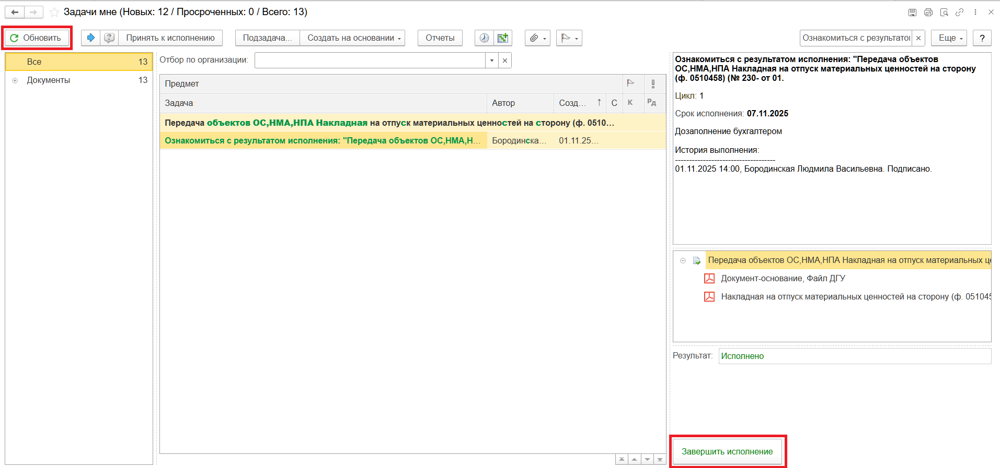 Задачи мне (Новых: 12 / Просроченных: 0 / Всего: 13)
Обновить
Принять к исполнению
Подзадача...
Создать на основании
Отчеты
Ознакомиться с результатом
Еще
?
Все 13
Документы 13
Отбор по организации:
Предмет
Задача
Автор
Созд...
С
К
Рд
Передача объектов ОС,НМА,НПА Накладная на отпуск материальных ценностей на сторону (ф. 0510...
Ознакомиться с результатом исполнения: "Передача объектов ОС,НМА,Н...
Бородинска...
01.11.25...
Ознакомиться с результатом исполнения: "Передача объектов
ОС,НМА,НПА Накладная на отпуск материальных ценностей на сторону
(ф. 0510458) (№ 230- от 01.
Цикл: 1
Срок исполнения: 07.11.2025
Дозаполнение бухгалтером
История выполнения:
------------------------------------
01.11.2025 14:00, Бородинская Людмила Васильевна. Подписано.
Передача объектов ОС,НМА,НПА Накладная на отпуск материальных це
Документ-основание, Файл ДГУ
Накладная на отпуск материальных ценностей на сторону (ф. 051045
Результат: Исполнено
Завершить исполнение